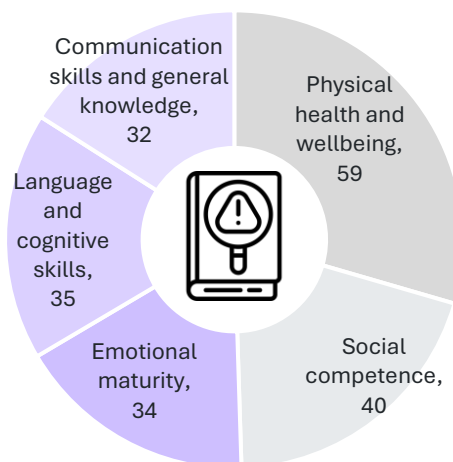 Communication
skills and general
knowledge,
32
Physical
health and
wellbeing,
59
Language
and
cognitive
skills,
35
Emotional
maturity,
34
Social
competence,
40